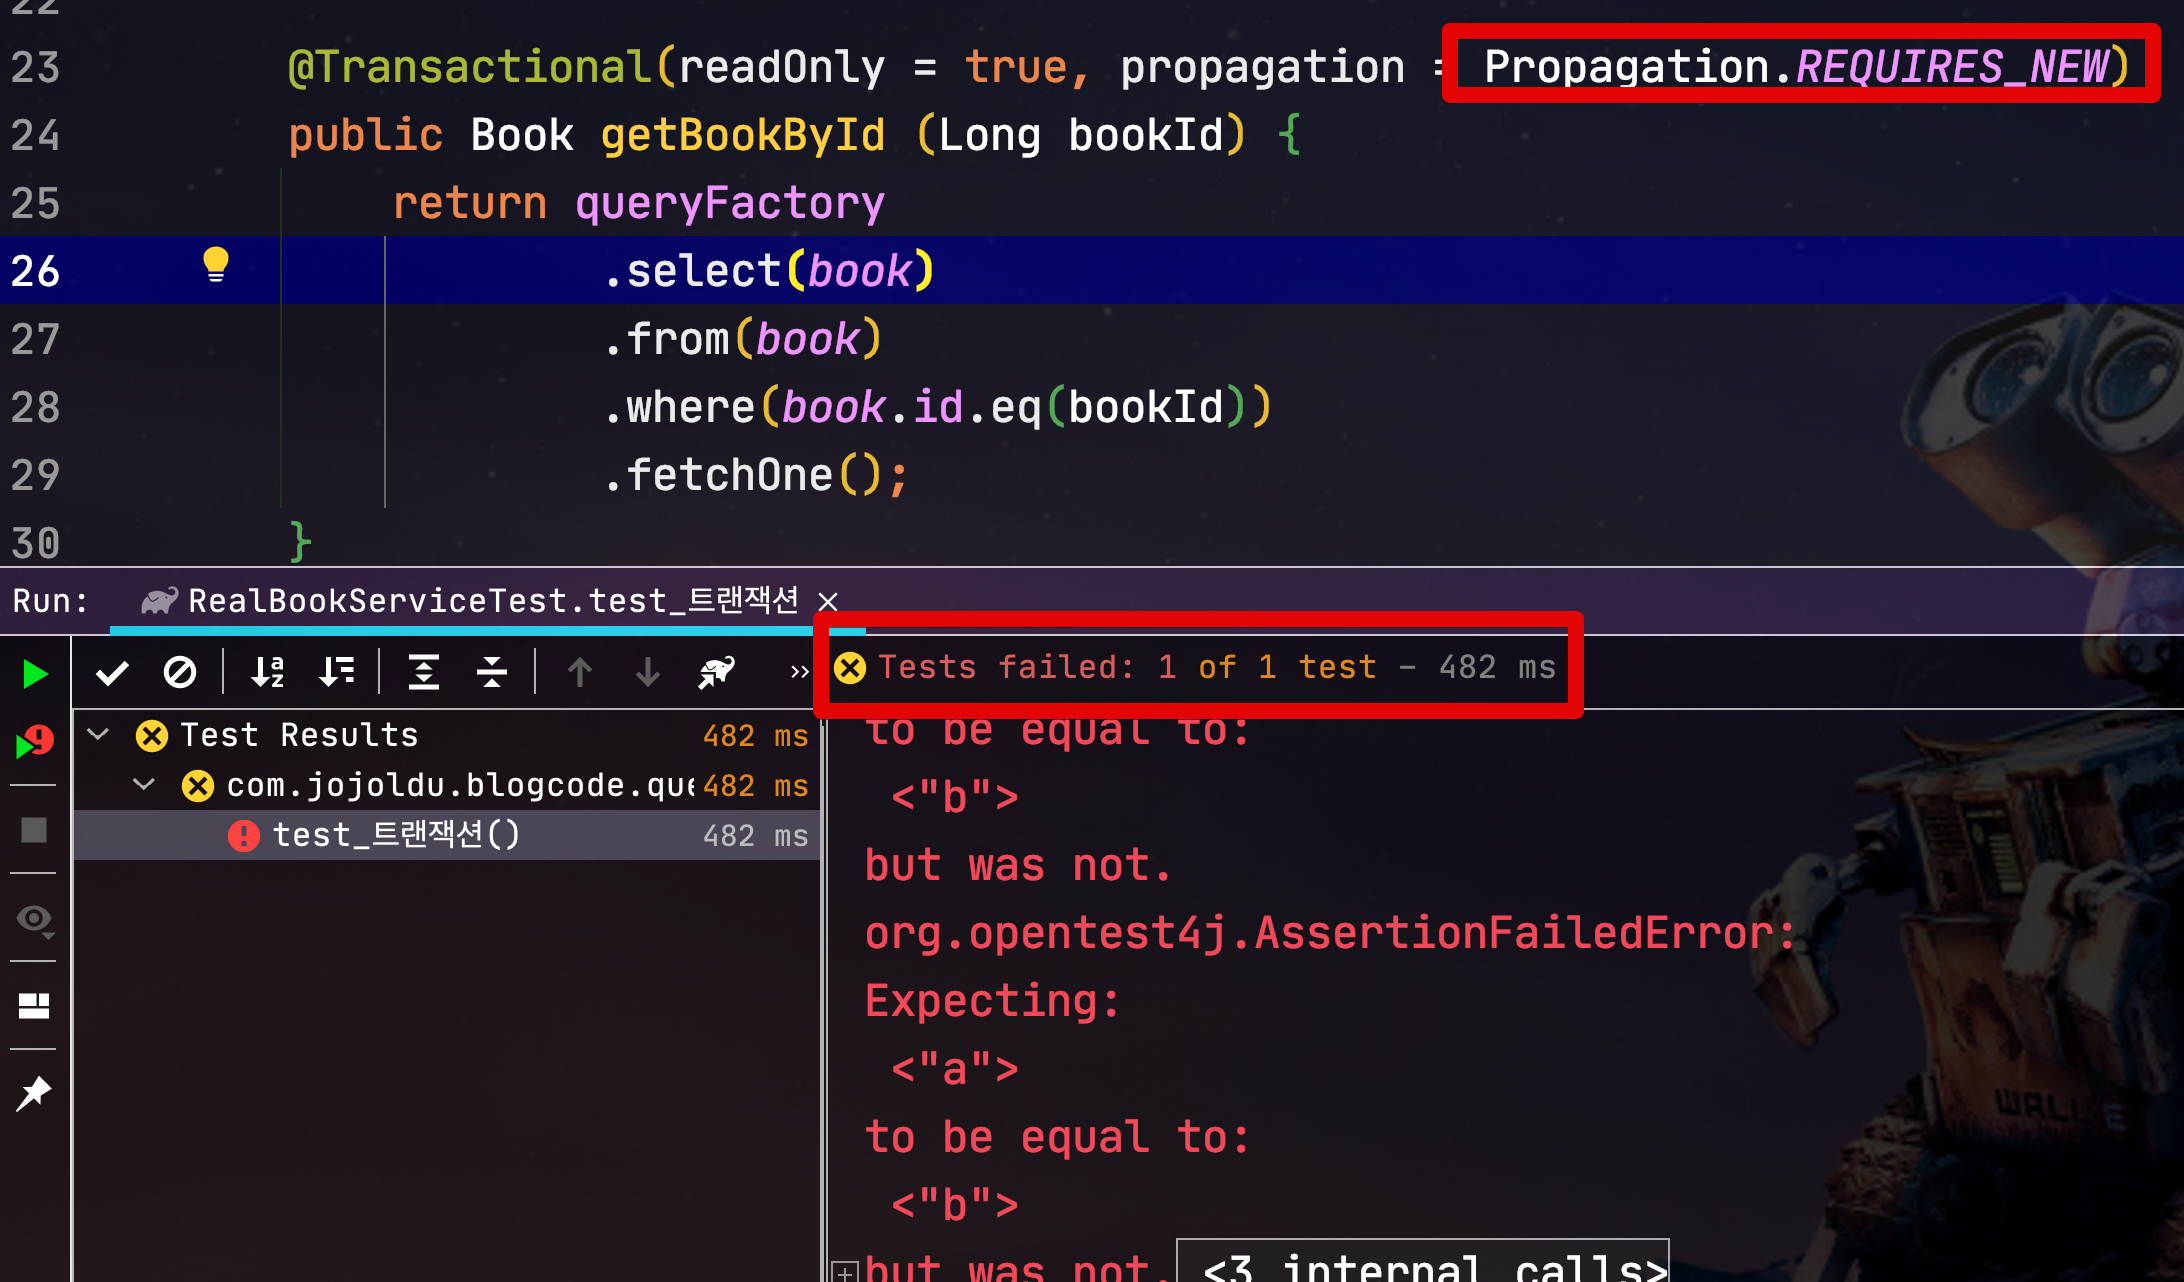 22
23 @Transactional(readOnly = true, propagation = Propagation.REQUIRES_NEW)
24 public Book getBookById (Long bookId) {
25 return queryFactory
26 .select(book)
27 .from(book)
28 .where(book.id.eq(bookId))
29 .fetchOne();
30 }
Run: RealBookServiceTest.test_트랜잭션 ×
Tests failed: 1 of 1 test – 482 ms
Test Results 482 ms
com.jojoldu.blogcode.que 482 ms
test_트랜잭션() 482 ms
to be equal to:
<"b">
but was not.
org.opentest4j.AssertionFailedError:
Expecting:
<"a">
to be equal to:
<"b">
but was not. <3 internal calls>
WALL E